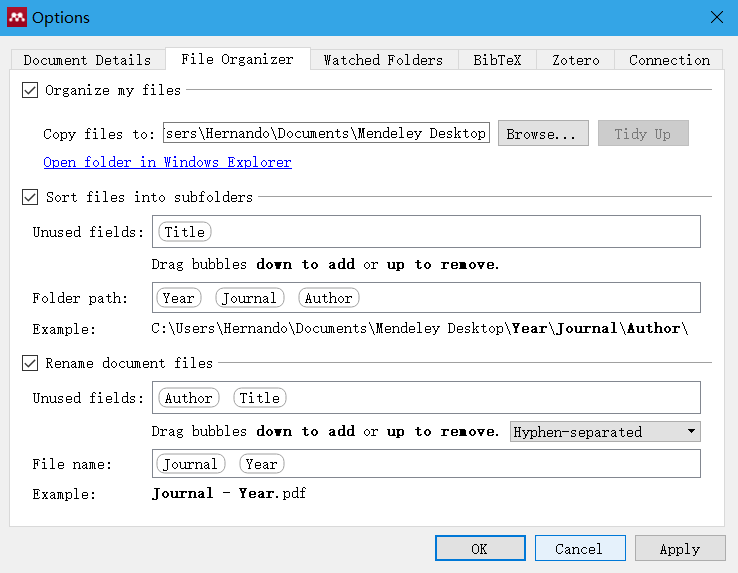 Options
Document Details File Organizer Watched Folders BibTeX Zotero Connection
Organize my files
Copy files to: sers\Hernando\Documents\Mendeley Desktop Browse... Tidy Up
Open folder in Windows Explorer
Sort files into subfolders
Unused fields: Title
Drag bubbles down to add or up to remove.
Folder path: Year Journal Author
Example: C:\Users\Hernando\Documents\Mendeley Desktop\Year\Journal\Author\
Rename document files
Unused fields: Author Title
Drag bubbles down to add or up to remove. Hyphen-separated
File name: Journal Year
Example: Journal - Year.pdf
OK Cancel Apply